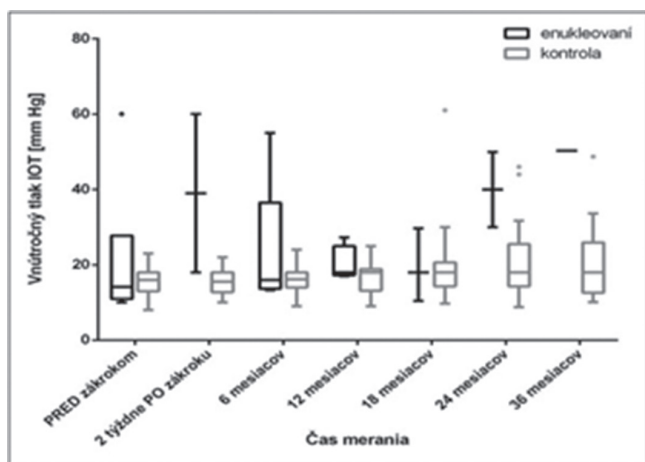 enukleovaní
kontrola
Vnútročný tlak IOT [mm Hg]
80
60
40
20
0
PRED zákrokom
2 týždne PO zákroku
6 mesiacov
12 mesiacov
18 mesiacov
24 mesiacov
36 mesiacov
Čas merania